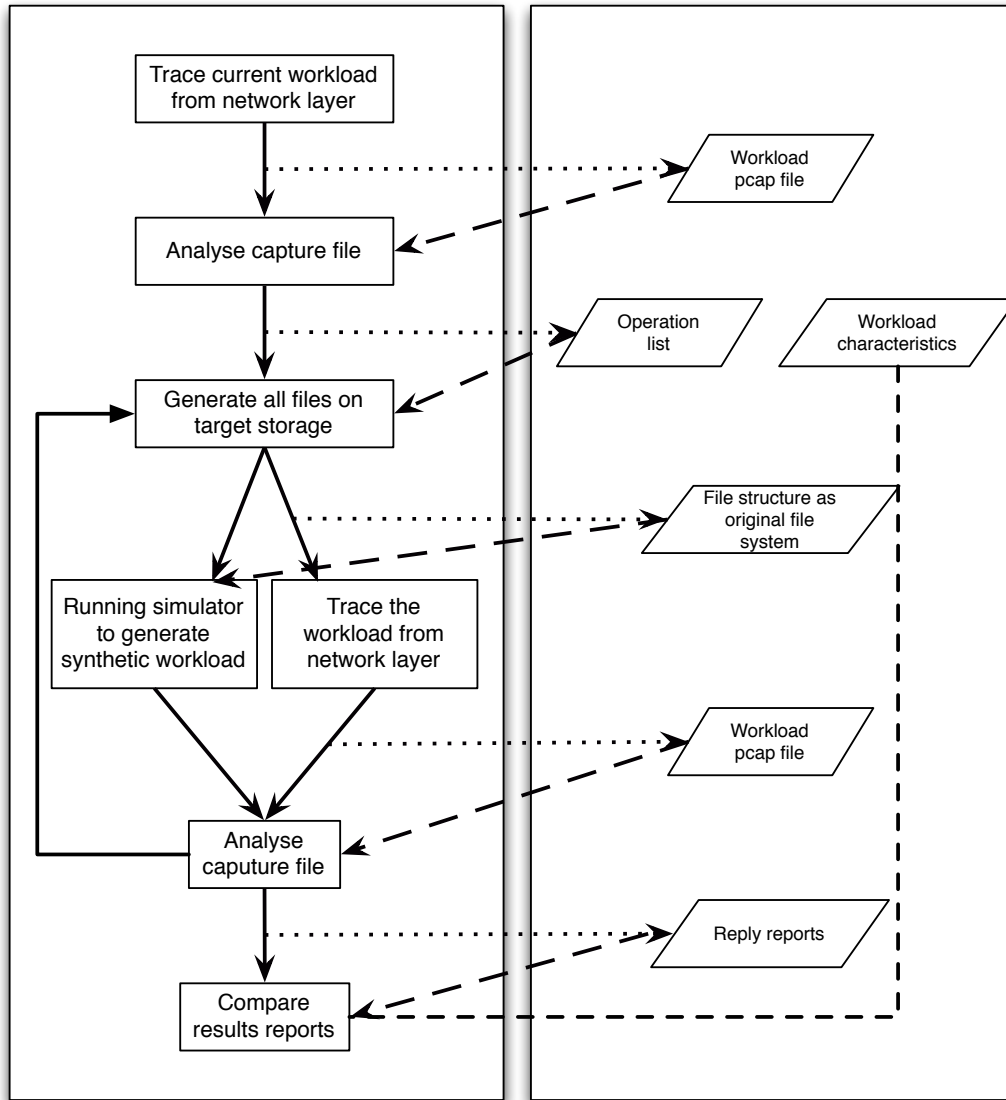 Trace current workload
from network layer
Workload
pcap file
Analyse capture file
Operation
list
Workload
characteristics
Generate all files on
target storage
File structure as
original file
system
Running simulator
to generate
synthetic workload
Trace the
workload from
network layer
Workload
pcap file
Analyse
caputure file
Reply reports
Compare
results reports